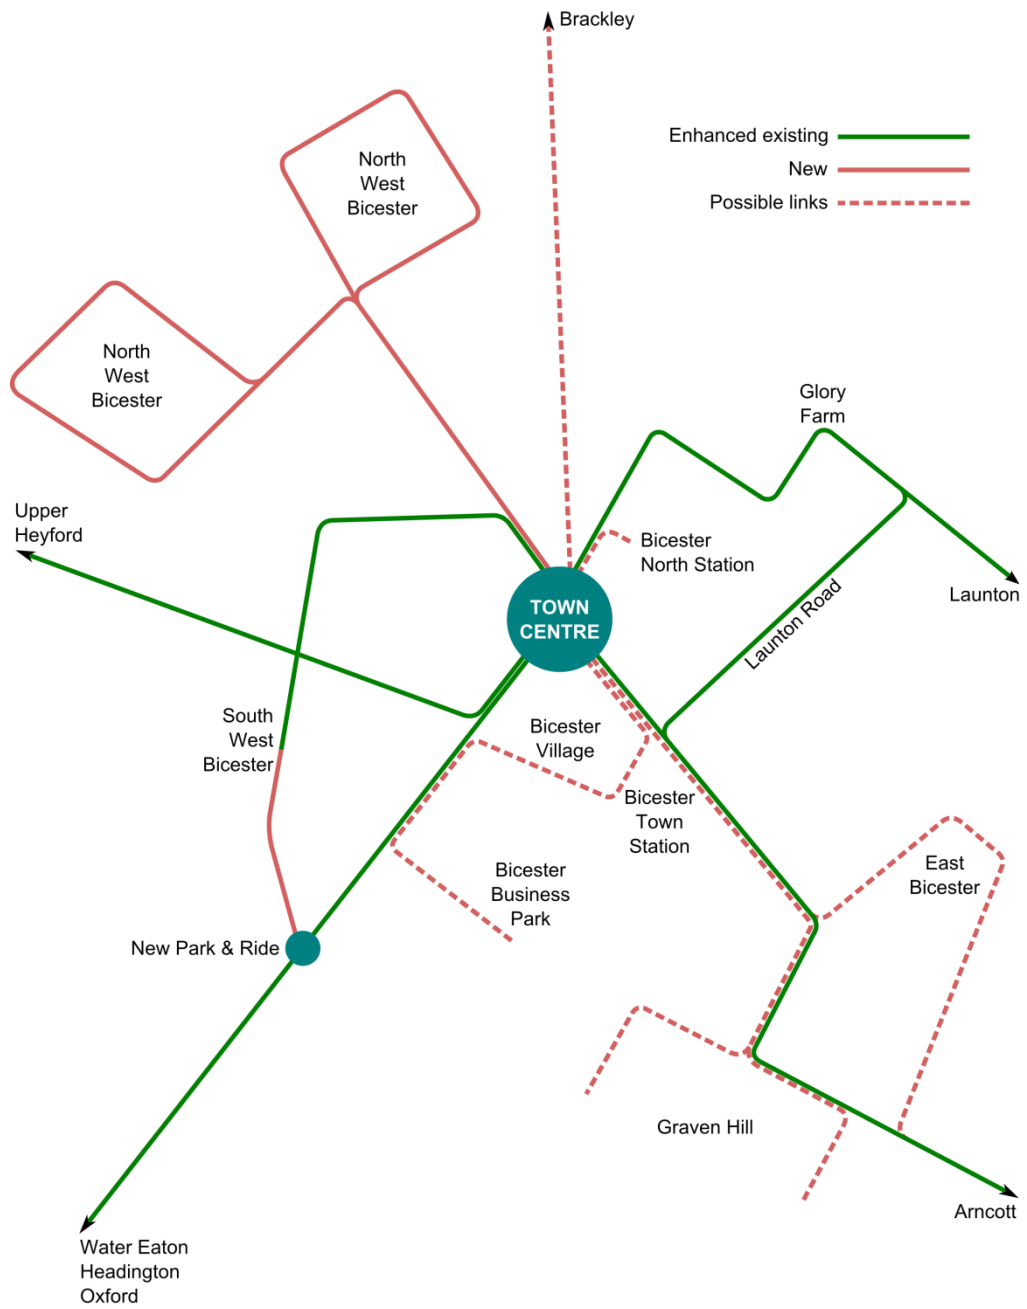 Brackley
Enhanced existing
New
Possible links
North
West
Bicester
North
West
Bicester
Glory
Farm
Upper
Heyford
Bicester
North Station
Launton
Launton Road
TOWN
CENTRE
South
West
Bicester
Bicester
Village
Bicester
Town
Station
Bicester
Business
Park
East
Bicester
New Park & Ride
Graven Hill
Arncott
Water Eaton
Headington
Oxford